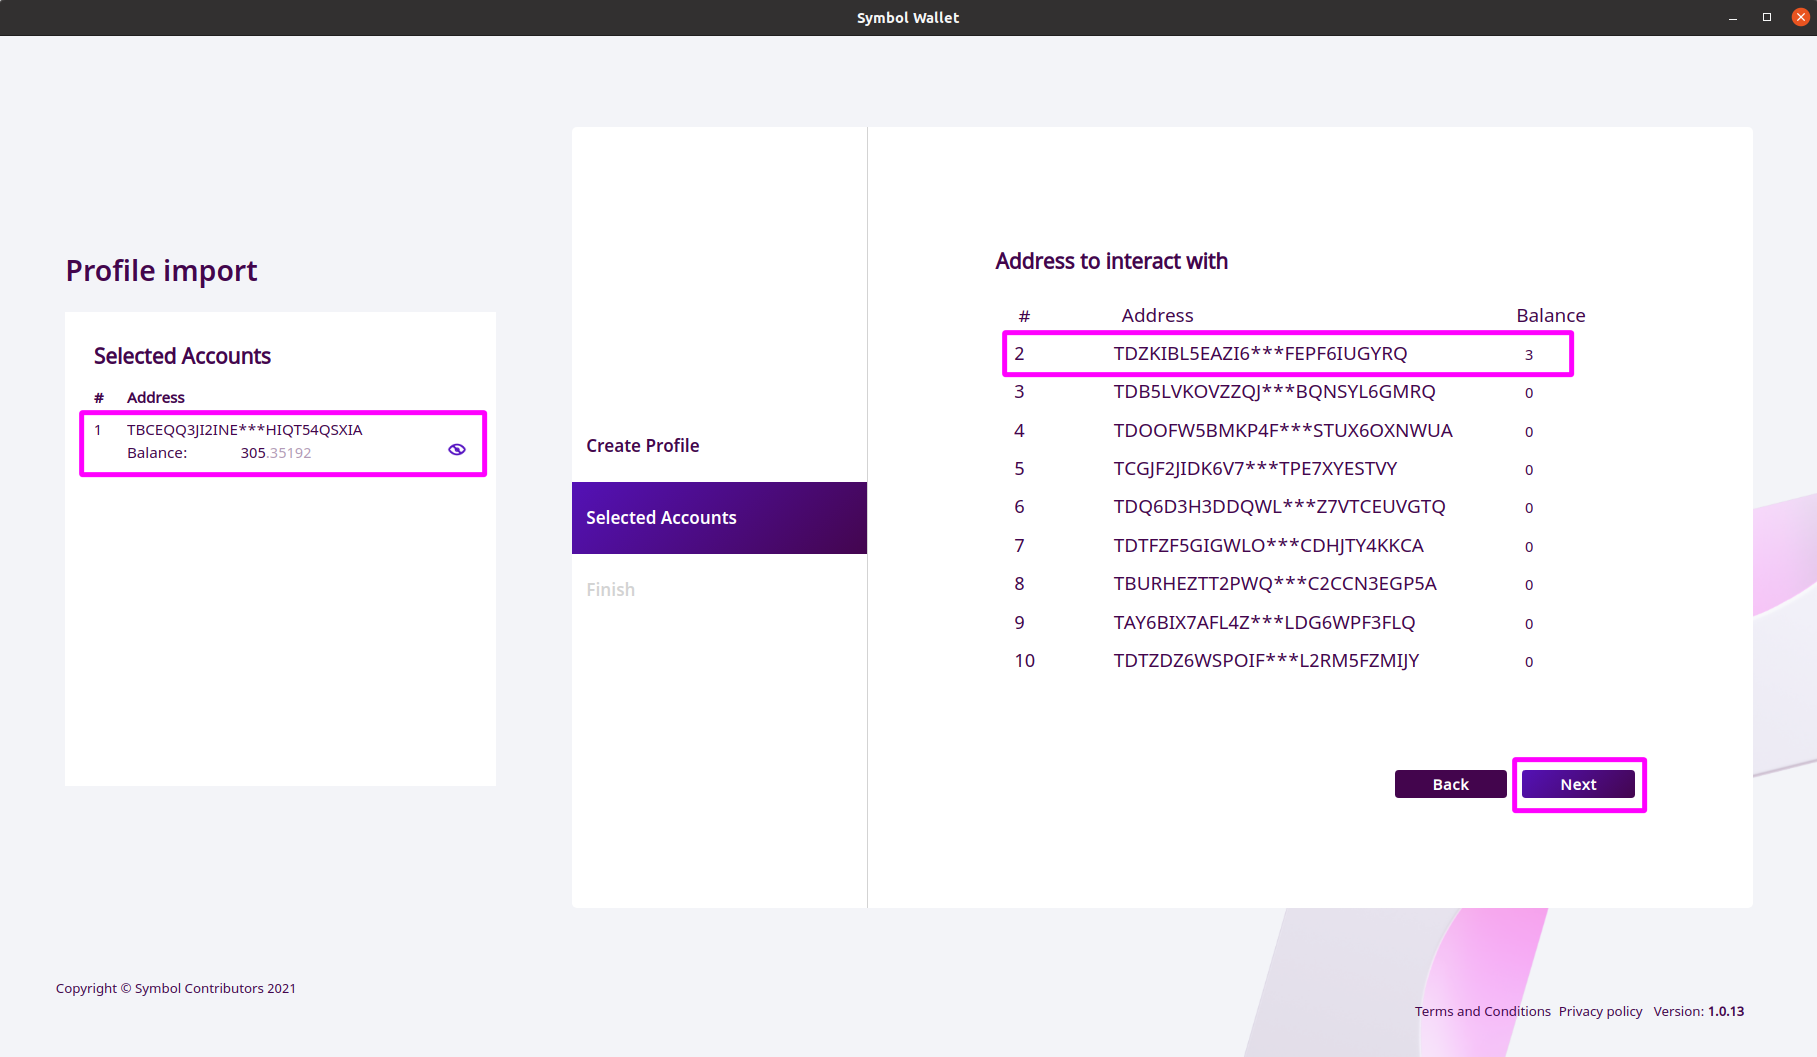 Symbol Wallet
Profile import
Selected Accounts
# Address
1 TBCEQQ3JI2INE***HIQT54QSXIA
Balance: 305.35192
Create Profile
Selected Accounts
Finish
Address to interact with
# Address Balance
2 TDZKIBL5EAZI6***FEPF6IUGYRQ 3
3 TDB5LVKOVZZQJ***BQNSYL6GMRQ 0
4 TDOOFW5BMKP4F***STUX6OXNWUA 0
5 TCGJF2JIDK6V7***TPE7XYESTVY 0
6 TDQ6D3H3DDQWL***Z7VTCEUVGTQ 0
7 TDTFZF5GIGWLO***CDHJTY4KKCA 0
8 TBURHEZTT2PWQ***C2CCN3EGP5A 0
9 TAY6BIX7AFL4Z***LDG6WPF3FLQ 0
10 TDTZDZ6WSPOIF***L2RM5FZMIJY 0
Back Next
Copyright © Symbol Contributors 2021
Terms and Conditions Privacy policy Version: 1.0.13